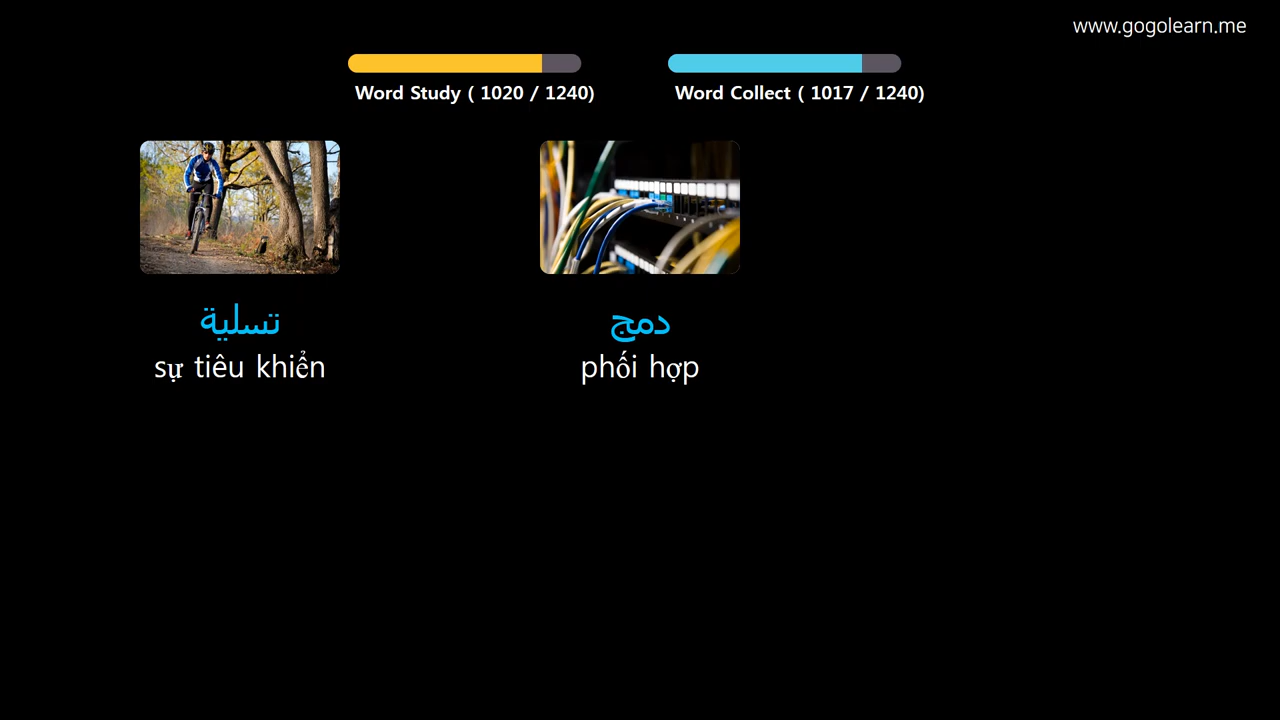 www.gogolearn.me
Word Study ( 1020 / 1240)
Word Collect ( 1017 / 1240)
تسلية
sự tiêu khiển
دمج
phối hợp